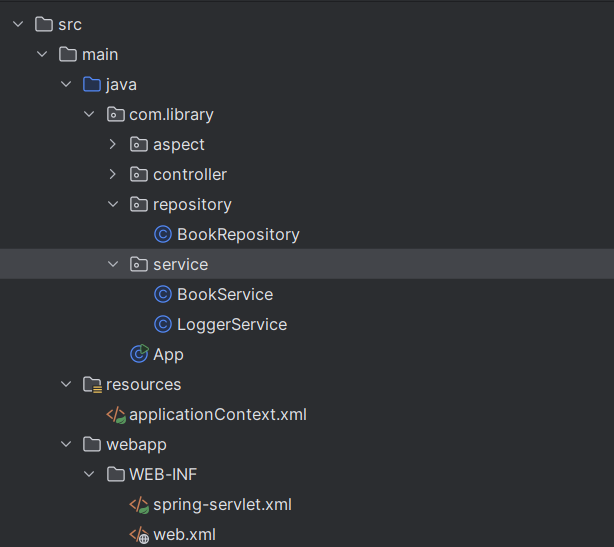 src
main
java
com.library
aspect
controller
repository
BookRepository
service
BookService
LoggerService
App
resources
applicationContext.xml
webapp
WEB-INF
spring-servlet.xml
web.xml